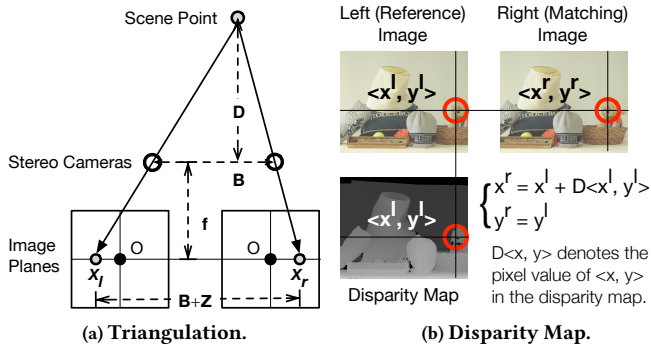 Scene Point
D
Stereo Cameras
B
f
Image
Planes
O
O
x_l
x_r
B+Z
(a) Triangulation.
Left (Reference)
Image
Right (Matching)
Image
<x^l, y^l>
<x^r, y^r>
<x^l, y^l>
Disparity Map
x^r = x^l + D<x^l, y^l>
y^r = y^l
D<x, y> denotes the
pixel value of <x, y>
in the disparity map.
(b) Disparity Map.